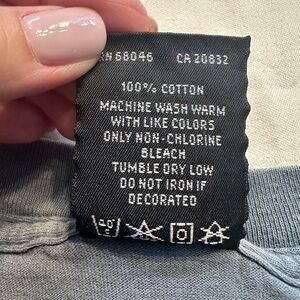 RN 68046 CA 20832
100% COTTON
MACHINE WASH WARM
WITH LIKE COLORS
ONLY NON-CHLORINE
BLEACH
TUMBLE DRY LOW
DO NOT IRON IF
DECORATED